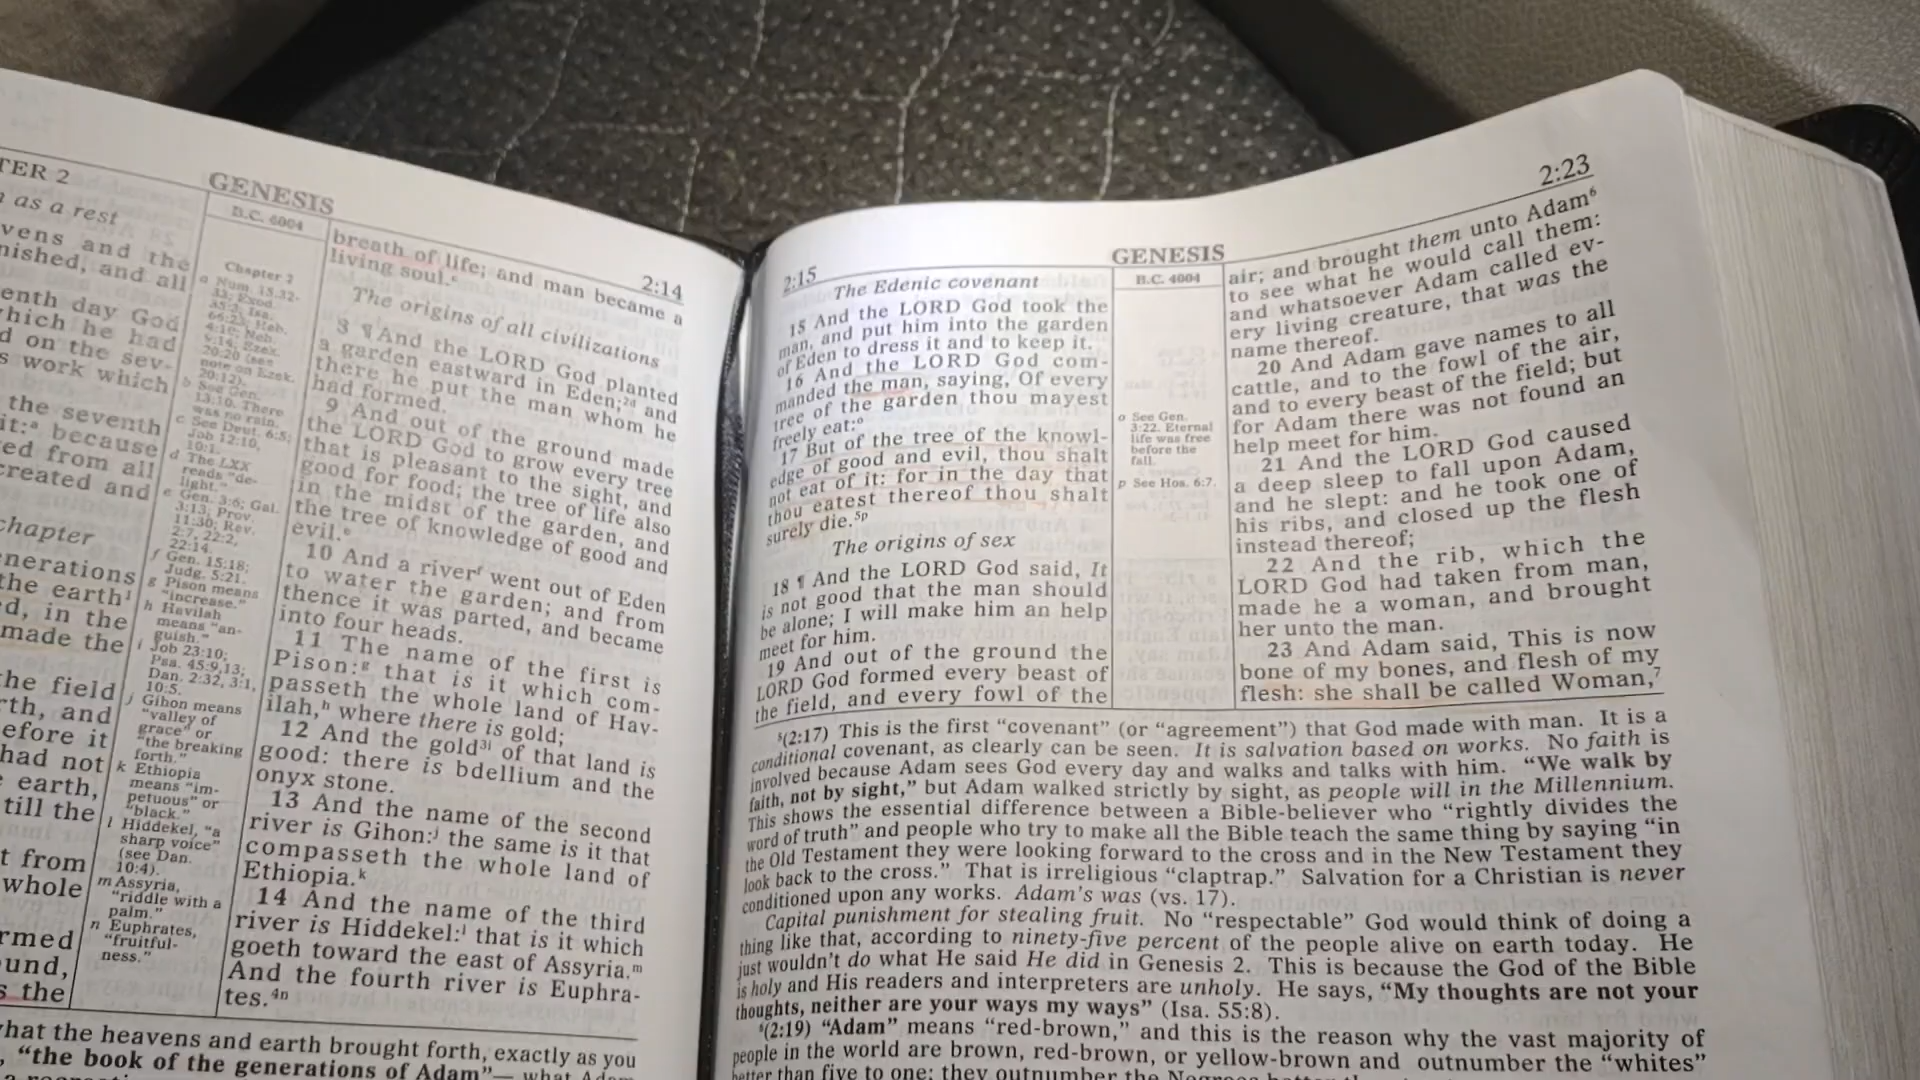 TER 2
GENESIS
2:14
as a rest
vens and the
nished, and all
enth day God
which he had
d on the sev-
s work which
the seventh
it:ᵃ because
ed from all
created and
chapter
nerations
the earth¹
d, in the
made the
he field
rth, and
efore it
had not
earth,
till the
t from
whole
rmed
und,
s the
B.C. 4004
Chapter 2
a Num. 15.32-
33; Exod.
35:3; Isa.
66:23; Heb.
4:10; Neh.
9:14; Ezek.
20:20 (see
note on Ezek.
20:12).
b See Gen.
13:10. There
was no rain.
c See Deut. 6:5;
Job 12:10,
10:1.
d The LXX
reads "de-
light."
e Gen. 3:6; Gal.
3:13; Prov.
11:30; Rev.
2:7, 22:2,
22:14.
f Gen. 15:18;
Judg. 5:21.
g Pison means
"increase."
h Havilah
means "an-
guish."
i Job 23:10;
Psa. 45:9,13;
Dan. 2:32, 3:1,
10:5.
j Gihon means
"valley of
grace" or
"the breaking
forth."
k Ethiopia
means "im-
petuous" or
"black."
l Hiddekel, "a
sharp voice"
(see Dan.
10:4).
m Assyria,
"riddle with a
palm."
n Euphrates,
"fruitful-
ness."
breath of life; and man became a
living soul.ᶜ
The origins of all civilizations
8 ¶ And the LORD God planted
a garden eastward in Eden;²ᵈ and
there he put the man whom he
had formed.
9 And out of the ground made
the LORD God to grow every tree
that is pleasant to the sight, and
good for food; the tree of life also
in the midst of the garden, and
the tree of knowledge of good and
evil.ᵉ
10 And a riverᶠ went out of Eden
to water the garden; and from
thence it was parted, and became
into four heads.
11 The name of the first is
Pison:ᵍ that is it which com-
passeth the whole land of Hav-
ilah,ʰ where there is gold;
12 And the gold³ⁱ of that land is
good: there is bdellium and the
onyx stone.
13 And the name of the second
river is Gihon:ʲ the same is it that
compasseth the whole land of
Ethiopia.ᵏ
14 And the name of the third
river is Hiddekel:ˡ that is it which
goeth toward the east of Assyria.ᵐ
And the fourth river is Euphra-
tes.⁴ⁿ
what the heavens and earth brought forth, exactly as you
"the book of the generations of Adam"— what Adam
2:15
GENESIS
2:23
The Edenic covenant
15 And the LORD God took the
man, and put him into the garden
of Eden to dress it and to keep it.
16 And the LORD God com-
manded the man, saying, Of every
tree of the garden thou mayest
freely eat:ᵒ
17 But of the tree of the knowl-
edge of good and evil, thou shalt
not eat of it: for in the day that
thou eatest thereof thou shalt
surely die.⁵ᵖ
The origins of sex
18 ¶ And the LORD God said, It
is not good that the man should
be alone; I will make him an help
meet for him.
19 And out of the ground the
LORD God formed every beast of
the field, and every fowl of the
B.C. 4004
o See Gen.
3:22. Eternal
life was free
before the
fall.
p See Hos. 6:7.
air; and brought them unto Adam⁶
to see what he would call them:
and whatsoever Adam called ev-
ery living creature, that was the
name thereof.
20 And Adam gave names to all
cattle, and to the fowl of the air,
and to every beast of the field; but
for Adam there was not found an
help meet for him.
21 And the LORD God caused
a deep sleep to fall upon Adam,
and he slept: and he took one of
his ribs, and closed up the flesh
instead thereof;
22 And the rib, which the
LORD God had taken from man,
made he a woman, and brought
her unto the man.
23 And Adam said, This is now
bone of my bones, and flesh of my
flesh: she shall be called Woman,⁷
⁵(2:17) This is the first "covenant" (or "agreement") that God made with man. It is a
conditional covenant, as clearly can be seen. It is salvation based on works. No faith is
involved because Adam sees God every day and walks and talks with him. "We walk by
faith, not by sight," but Adam walked strictly by sight, as people will in the Millennium.
This shows the essential difference between a Bible-believer who "rightly divides the
word of truth" and people who try to make all the Bible teach the same thing by saying "in
the Old Testament they were looking forward to the cross and in the New Testament they
look back to the cross." That is irreligious "claptrap." Salvation for a Christian is never
conditioned upon any works. Adam's was (vs. 17).
Capital punishment for stealing fruit. No "respectable" God would think of doing a
thing like that, according to ninety-five percent of the people alive on earth today. He
just wouldn't do what He said He did in Genesis 2. This is because the God of the Bible
is holy and His readers and interpreters are unholy. He says, "My thoughts are not your
thoughts, neither are your ways my ways" (Isa. 55:8).
⁶(2:19) "Adam" means "red-brown," and this is the reason why the vast majority of
people in the world are brown, red-brown, or yellow-brown and outnumber the "whites"
better than five to one; they outnumber the Negroes better